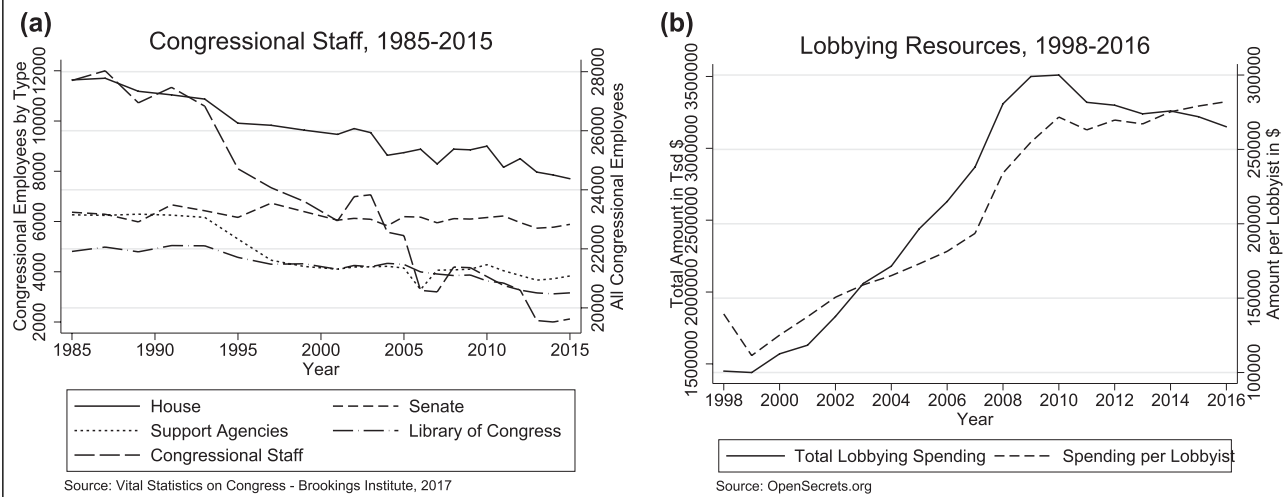 (a)
Congressional Staff, 1985-2015
Congressional Employees by Type
12000
10000
8000
6000
4000
2000
28000
26000
24000
22000
20000
All Congressional Employees
1985 1990 1995 2000 2005 2010 2015
Year
House Senate
Support Agencies Library of Congress
Congressional Staff
Source: Vital Statistics on Congress - Brookings Institute, 2017
(b)
Lobbying Resources, 1998-2016
Total Amount in Tsd $
3500000
3000000
2500000
2000000
1500000
300000
250000
200000
150000
100000
Amount per Lobbyist in $
1998 2000 2002 2004 2006 2008 2010 2012 2014 2016
Year
Total Lobbying Spending Spending per Lobbyist
Source: OpenSecrets.org